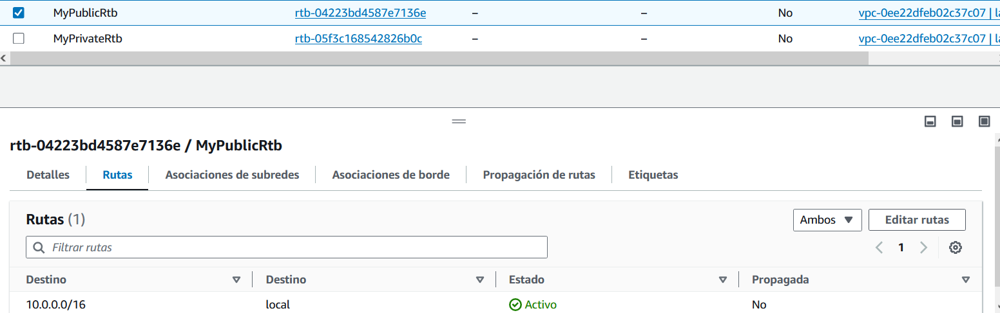 MyPublicRtb rtb-04223bd4587e7136e – – No vpc-0ee22dfeb02c37c07 | la
MyPrivateRtb rtb-05f3c168542826b0c – – No vpc-0ee22dfeb02c37c07 | la
rtb-04223bd4587e7136e / MyPublicRtb
Detalles Rutas Asociaciones de subredes Asociaciones de borde Propagación de rutas Etiquetas
Rutas (1) Ambos Editar rutas
Filtrar rutas 1
Destino Destino Estado Propagada
10.0.0.0/16 local Activo No